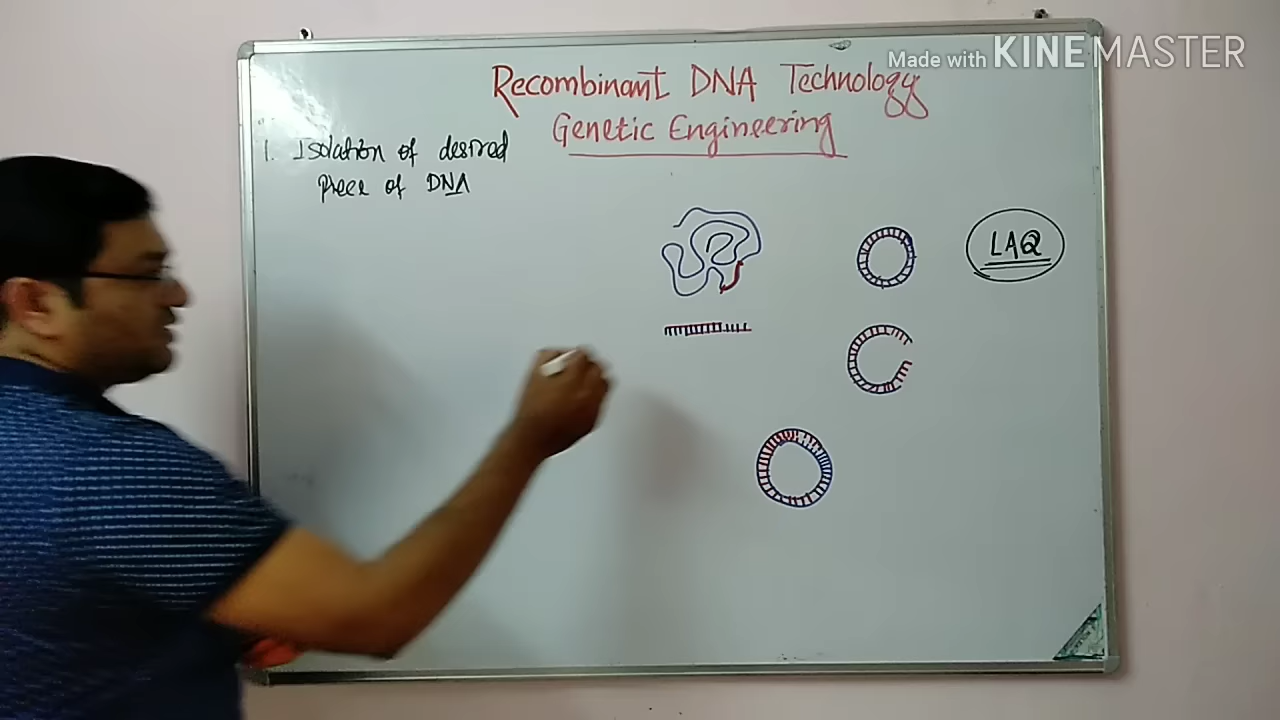 Made with KINEMASTER
Recombinant DNA Technology
Genetic Engineering
1. Isolation of desired
piece of DNA
LAQ